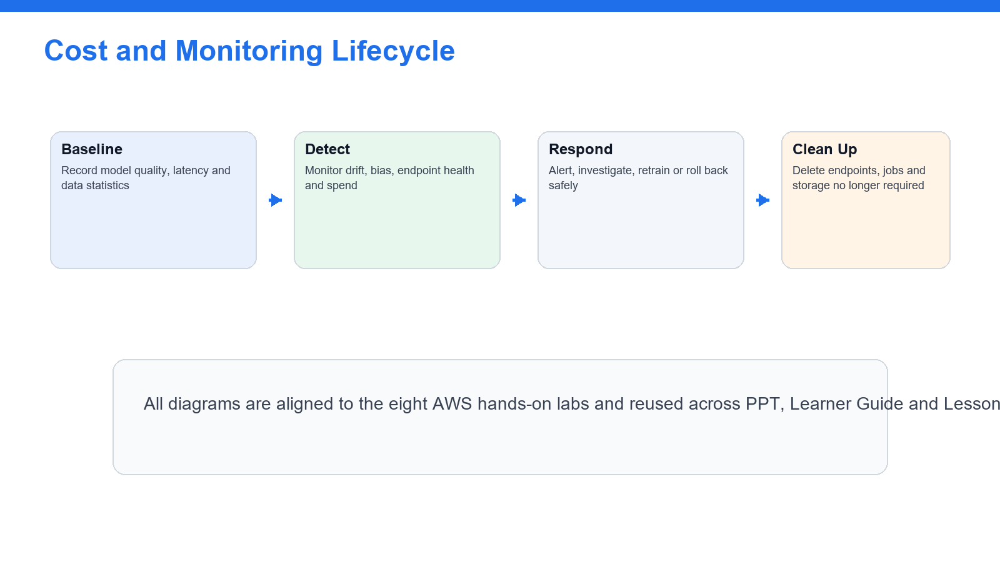 Cost and Monitoring Lifecycle
Baseline
Record model quality, latency and
data statistics
Detect
Monitor drift, bias, endpoint health
and spend
Respond
Alert, investigate, retrain or roll back
safely
Clean Up
Delete endpoints, jobs and
storage no longer required
All diagrams are aligned to the eight AWS hands-on labs and reused across PPT, Learner Guide and Lesson